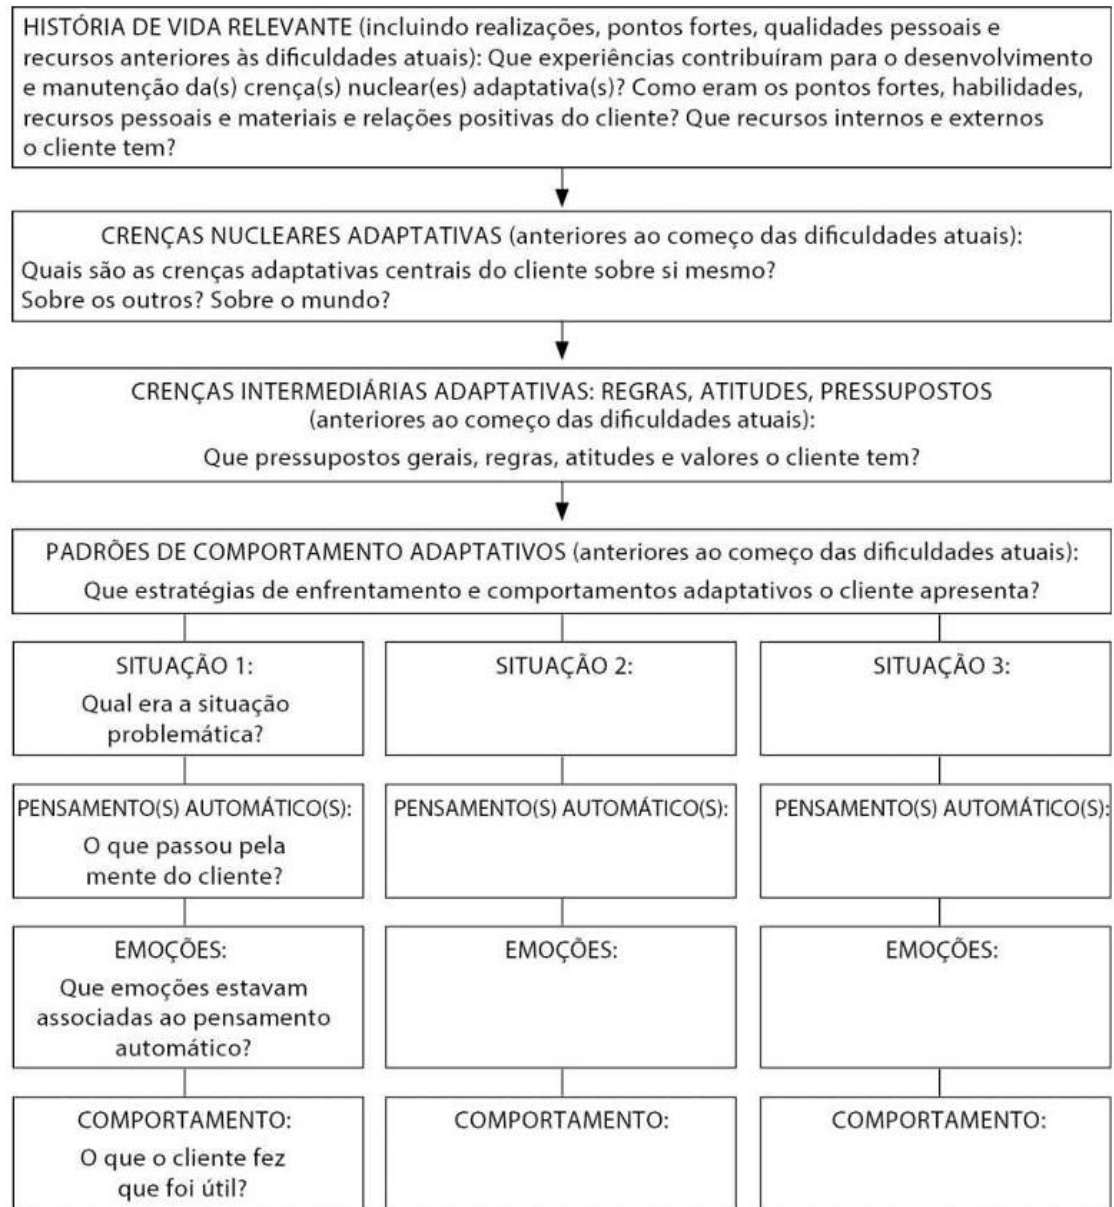 HISTÓRIA DE VIDA RELEVANTE (incluindo realizações, pontos fortes, qualidades pessoais e
recursos anteriores às dificuldades atuais): Que experiências contribuíram para o desenvolvimento
e manutenção da(s) crença(s) nuclear(es) adaptativa(s)? Como eram os pontos fortes, habilidades,
recursos pessoais e materiais e relações positivas do cliente? Que recursos internos e externos
o cliente tem?
CRENÇAS NUCLEARES ADAPTATIVAS (anteriores ao começo das dificuldades atuais):
Quais são as crenças adaptativas centrais do cliente sobre si mesmo?
Sobre os outros? Sobre o mundo?
CRENÇAS INTERMEDIÁRIAS ADAPTATIVAS: REGRAS, ATITUDES, PRESSUPOSTOS
(anteriores ao começo das dificuldades atuais):
Que pressupostos gerais, regras, atitudes e valores o cliente tem?
PADRÕES DE COMPORTAMENTO ADAPTATIVOS (anteriores ao começo das dificuldades atuais):
Que estratégias de enfrentamento e comportamentos adaptativos o cliente apresenta?
SITUAÇÃO 1:
Qual era a situação
problemática?
SITUAÇÃO 2:
SITUAÇÃO 3:
PENSAMENTO(S) AUTOMÁTICO(S):
O que passou pela
mente do cliente?
PENSAMENTO(S) AUTOMÁTICO(S):
PENSAMENTO(S) AUTOMÁTICO(S):
EMOÇÕES:
Que emoções estavam
associadas ao pensamento
automático?
EMOÇÕES:
EMOÇÕES:
COMPORTAMENTO:
O que o cliente fez
que foi útil?
COMPORTAMENTO:
COMPORTAMENTO: